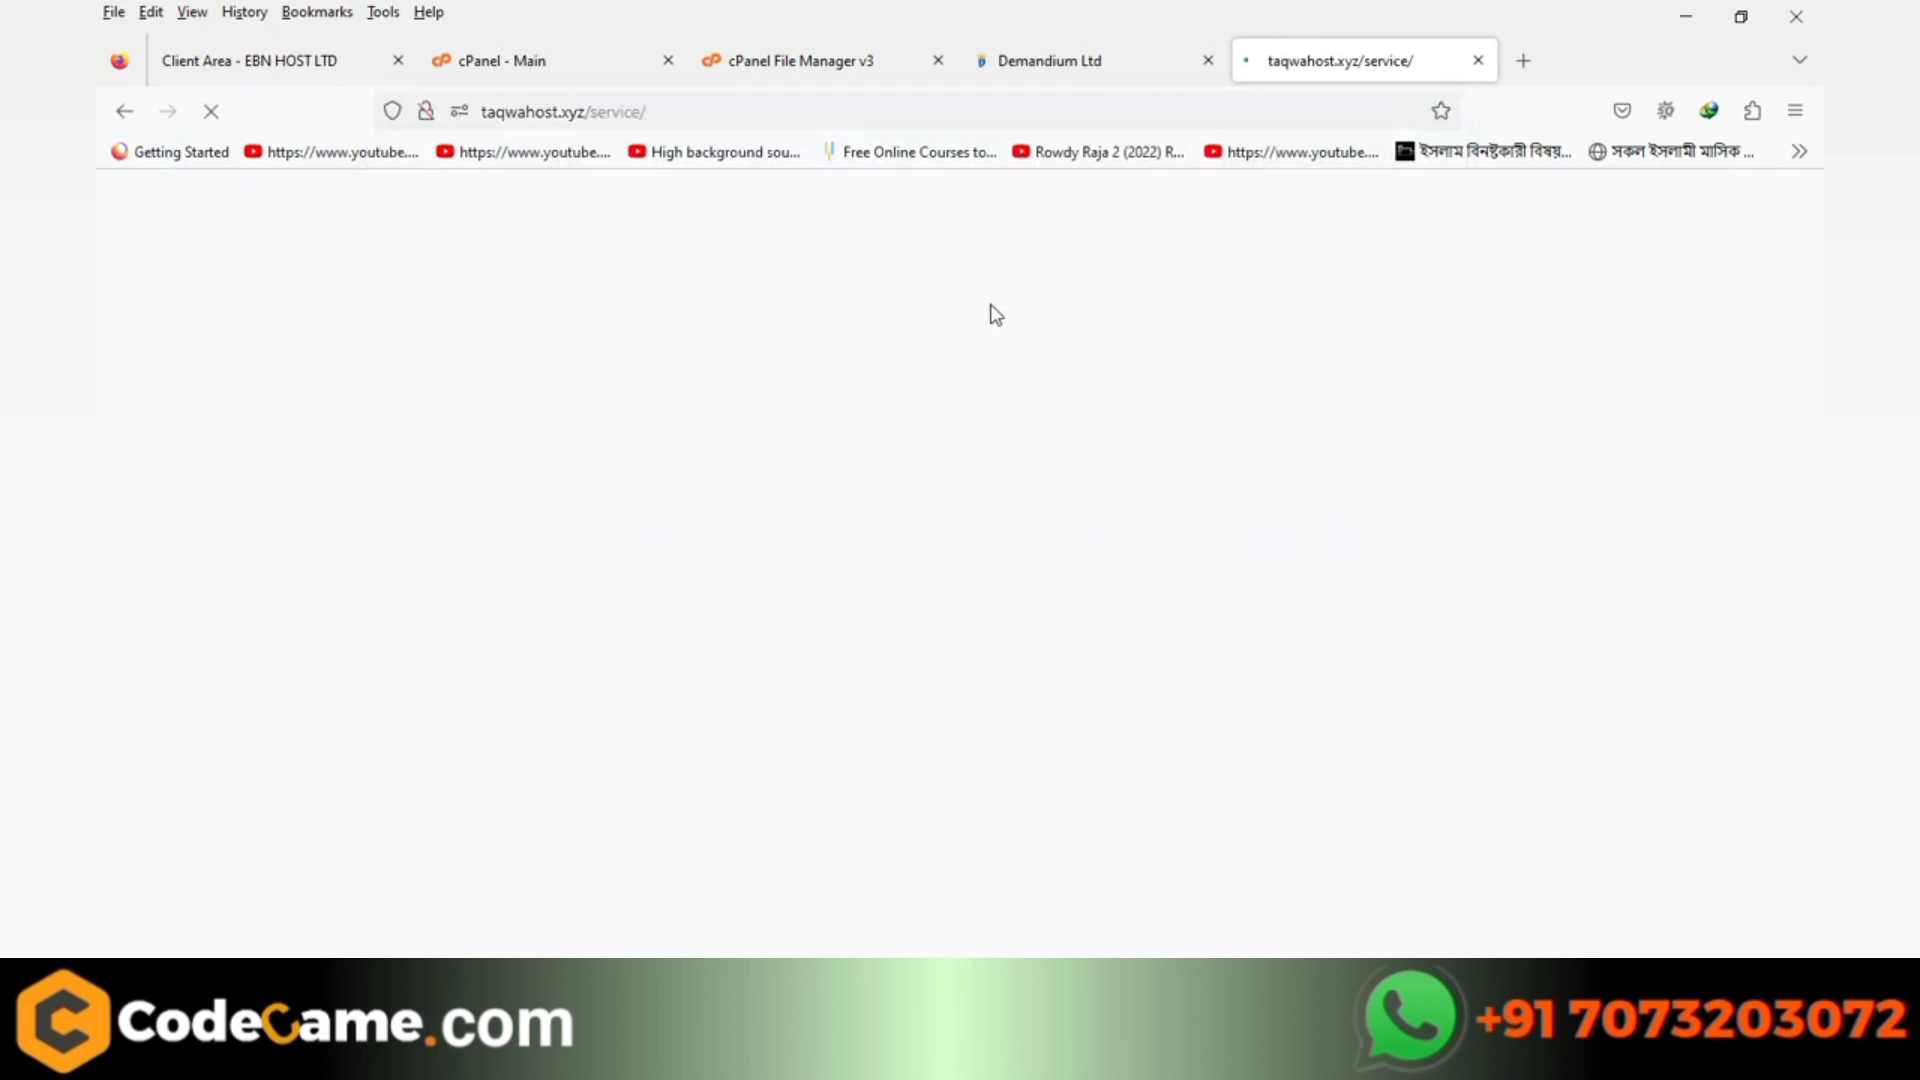 File Edit View History Bookmarks Tools Help
Client Area - EBN HOST LTD cPanel - Main cPanel File Manager v3 Demandium Ltd taqwahost.xyz/service/
taqwahost.xyz/service/
Getting Started https://www.youtube.... https://www.youtube.... High background sou... Free Online Courses to... Rowdy Raja 2 (2022) R... https://www.youtube.... ইসলাম বিনষ্টকারী বিষয়... সকল ইসলামী মাসিক ...
CodeCame.com +91 7073203072